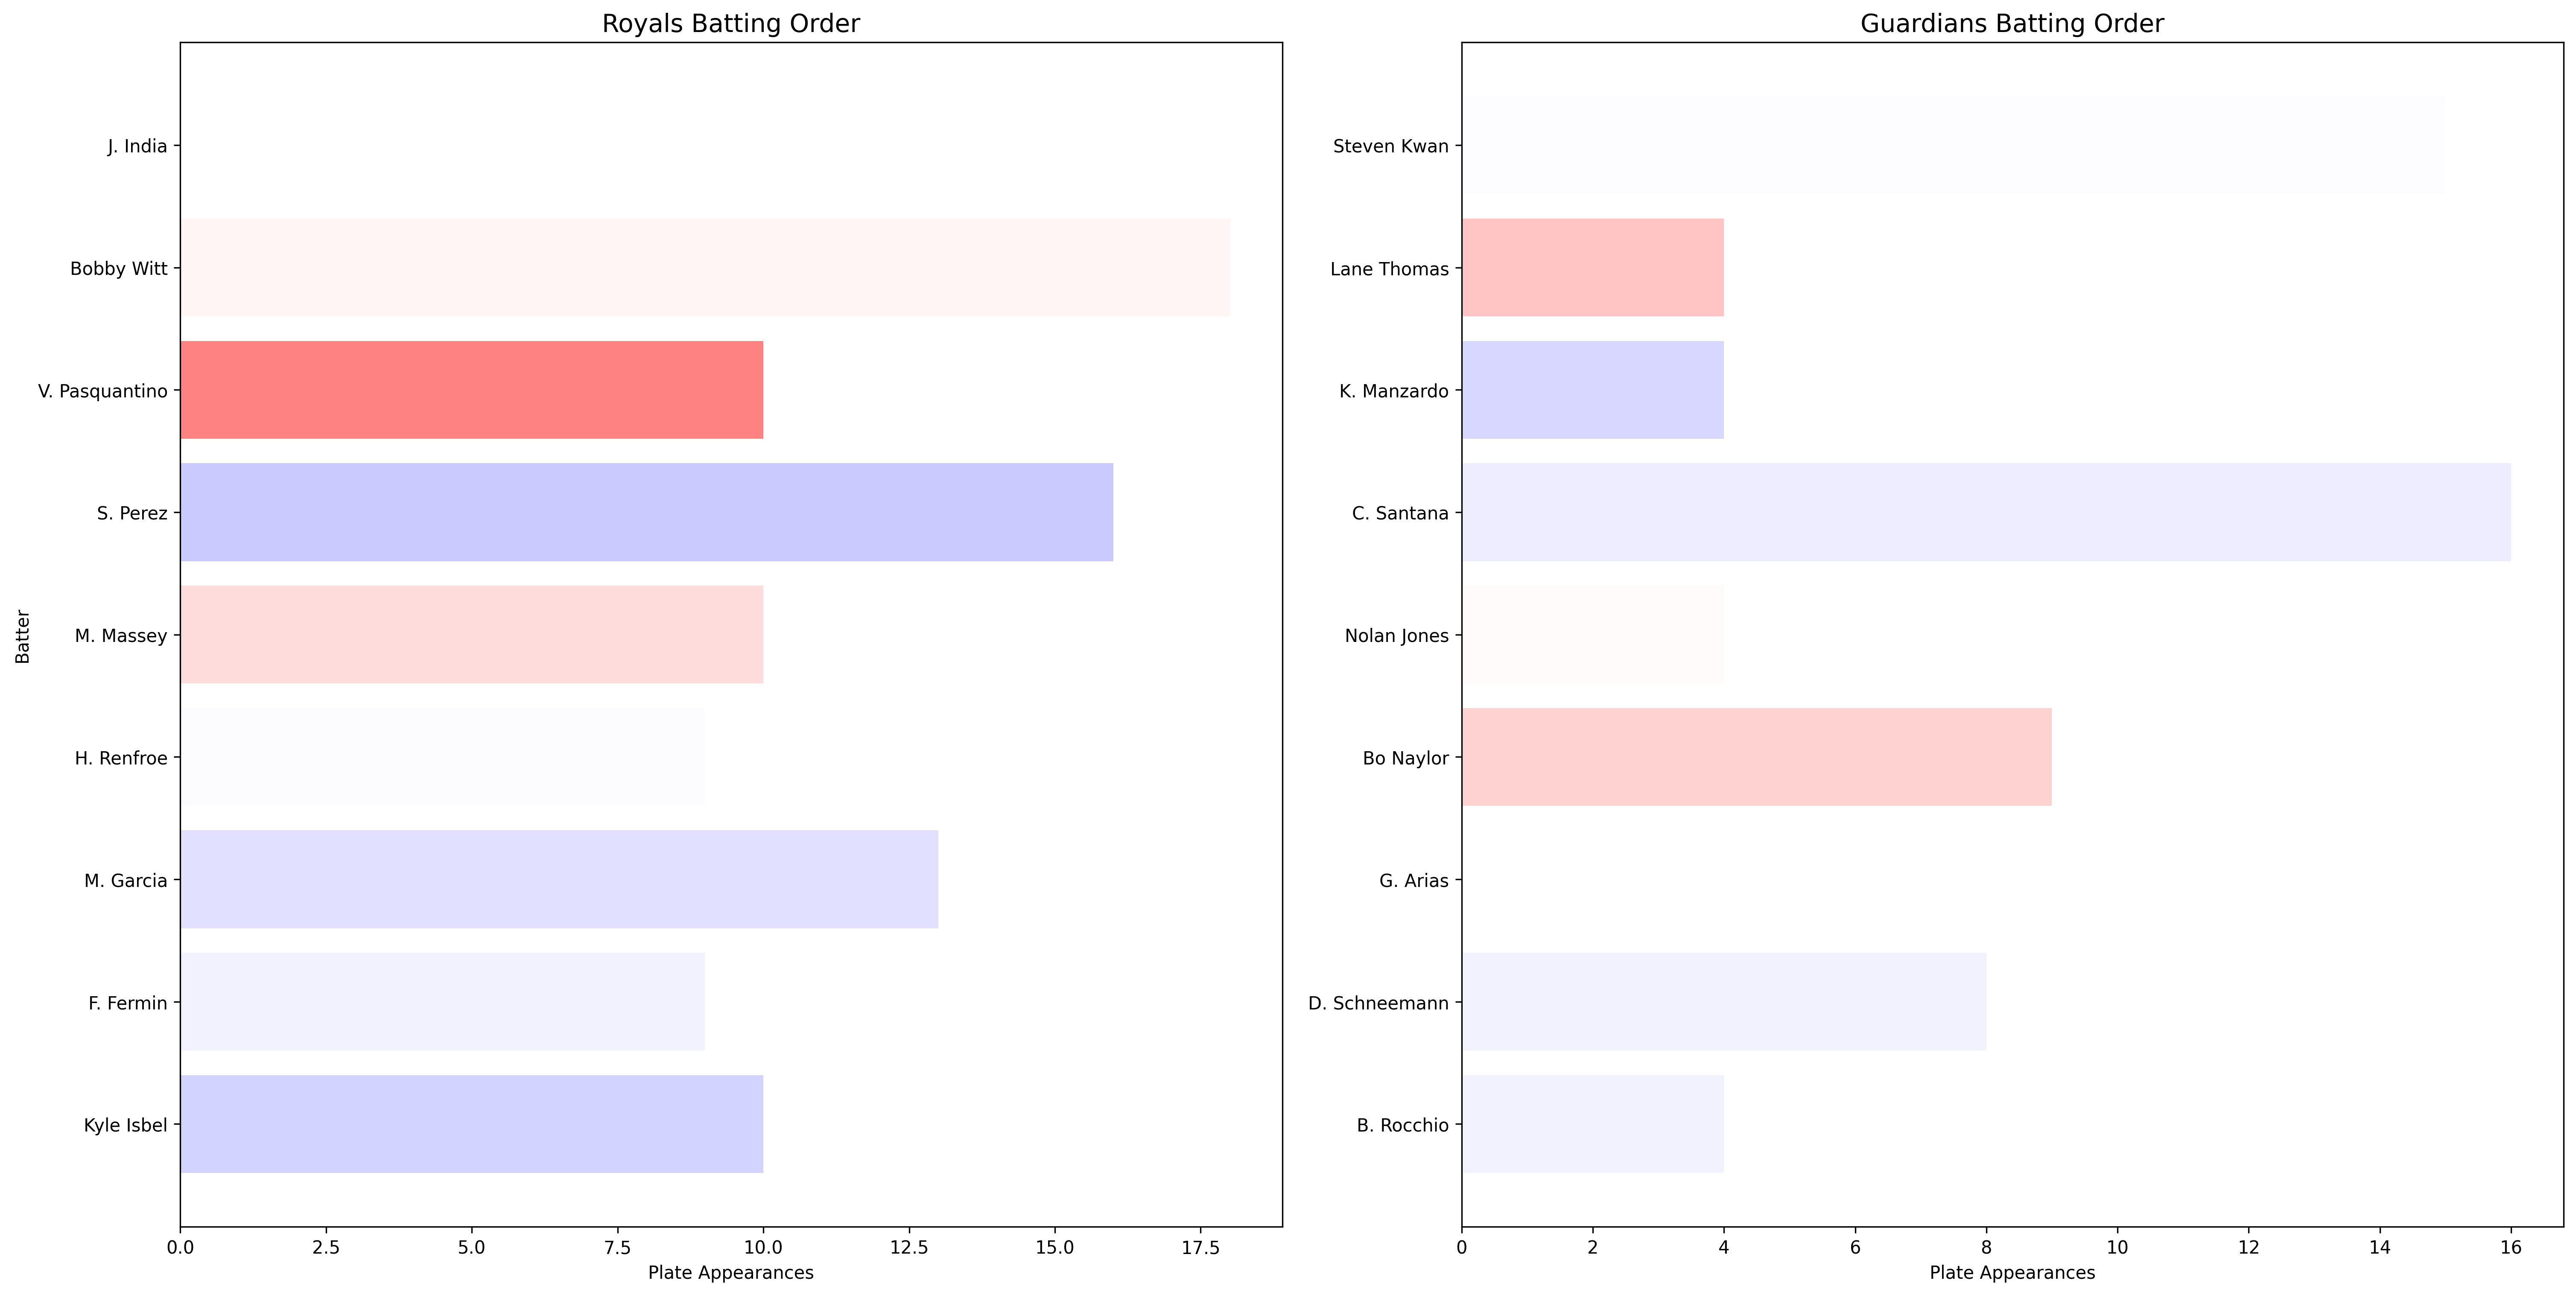 Royals Batting Order
Batter
J. India
Bobby Witt
V. Pasquantino
S. Perez
M. Massey
H. Renfroe
M. Garcia
F. Fermin
Kyle Isbel
0.0 2.5 5.0 7.5 10.0 12.5 15.0 17.5
Plate Appearances
Guardians Batting Order
Steven Kwan
Lane Thomas
K. Manzardo
C. Santana
Nolan Jones
Bo Naylor
G. Arias
D. Schneemann
B. Rocchio
0 2 4 6 8 10 12 14 16
Plate Appearances